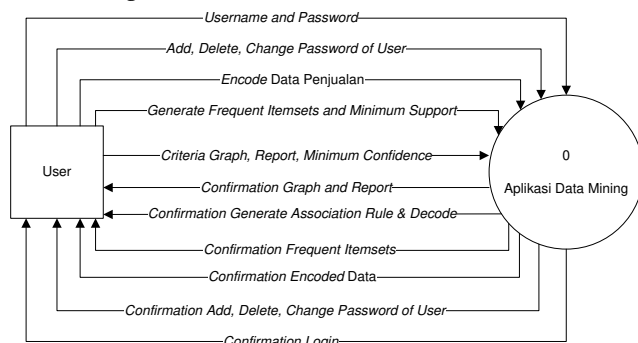 Username and Password
Add, Delete, Change Password of User
Encode Data Penjualan
Generate Frequent Itemsets and Minimum Support
User
Criteria Graph, Report, Minimum Confidence
0
Aplikasi Data Mining
Confirmation Graph and Report
Confirmation Generate Association Rule & Decode
Confirmation Frequent Itemsets
Confirmation Encoded Data
Confirmation Add, Delete, Change Password of User
Confirmation Login